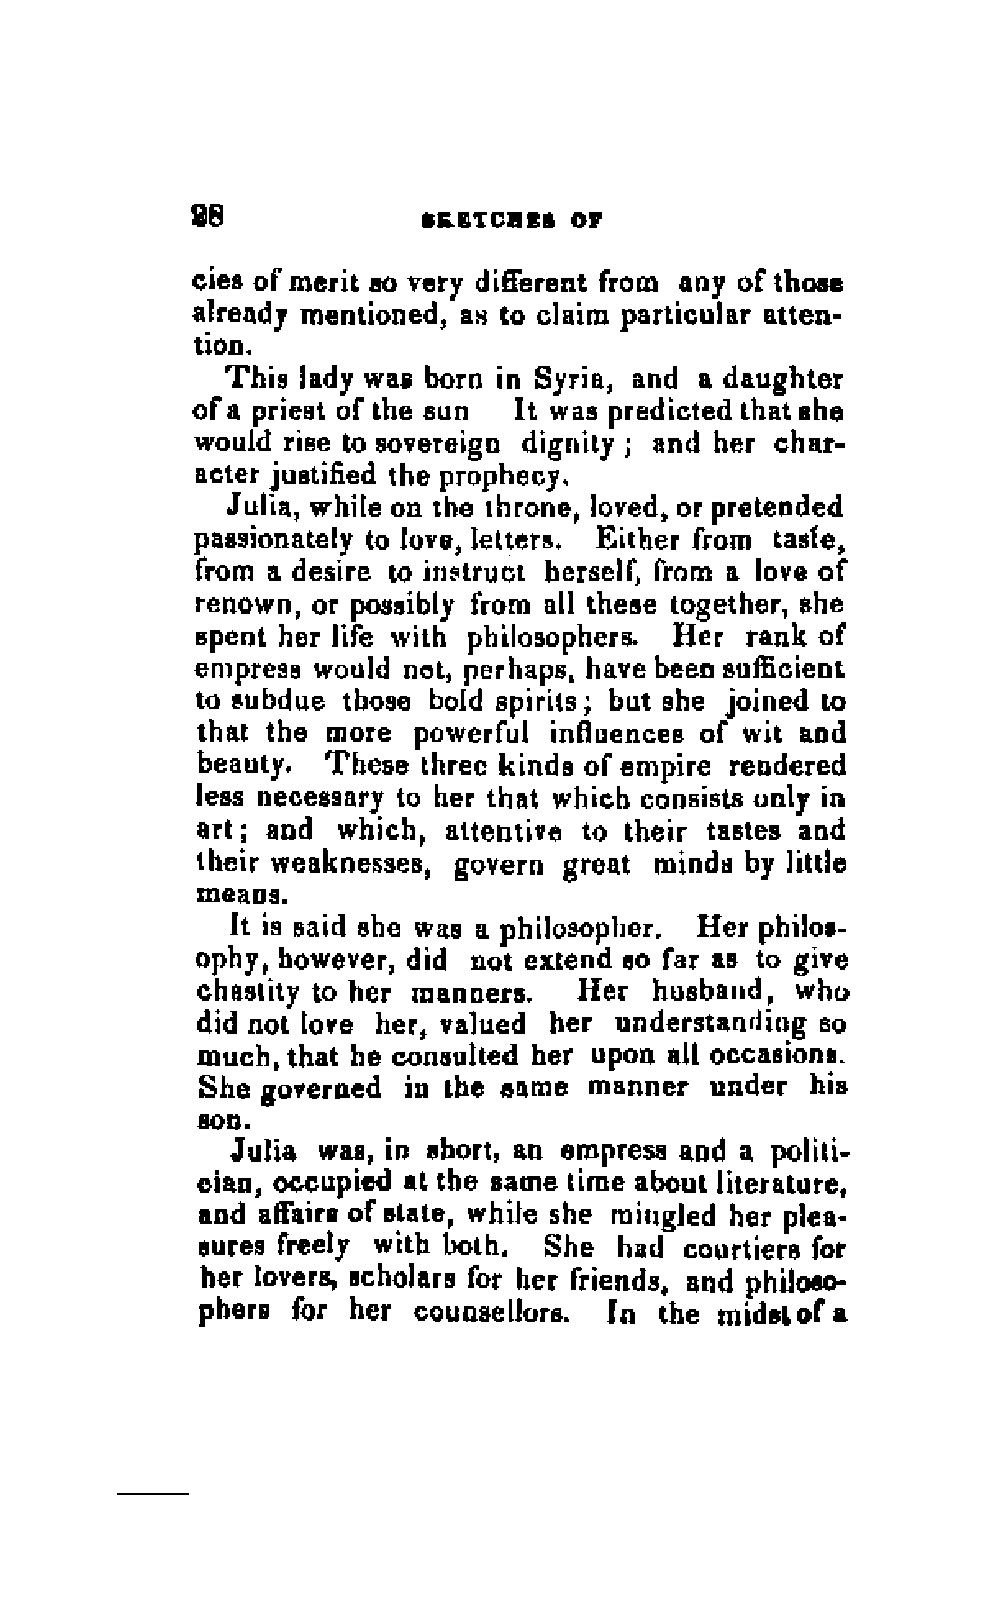 98 SKETCHES OF
cies of merit so very different from any of those
already mentioned, as to claim particular atten-
tion.
This lady was born in Syria, and a daughter
of a priest of the sun It was predicted that she
would rise to sovereign dignity; and her char-
acter justified the prophecy.
Julia, while on the throne, loved, or pretended
passionately to love, letters. Either from taste,
from a desire to instruct herself, from a love of
renown, or possibly from all these together, she
spent her life with philosophers. Her rank of
empress would not, perhaps, have been sufficient
to subdue those bold spirits; but she joined to
that the more powerful influences of wit and
beauty. These three kinds of empire rendered
less necessary to her that which consists only in
art; and which, attentive to their tastes and
their weaknesses, govern great minds by little
means.
It is said she was a philosopher. Her philos-
ophy, however, did not extend so far as to give
chastity to her manners. Her husband, who
did not love her, valued her understanding so
much, that he consulted her upon all occasions.
She governed in the same manner under his
son.
Julia was, in short, an empress and a politi-
cian, occupied at the same time about literature,
and affairs of state, while she mingled her plea-
sures freely with both. She had courtiers for
her lovers, scholars for her friends, and philoso-
phers for her counsellors. In the midst of a